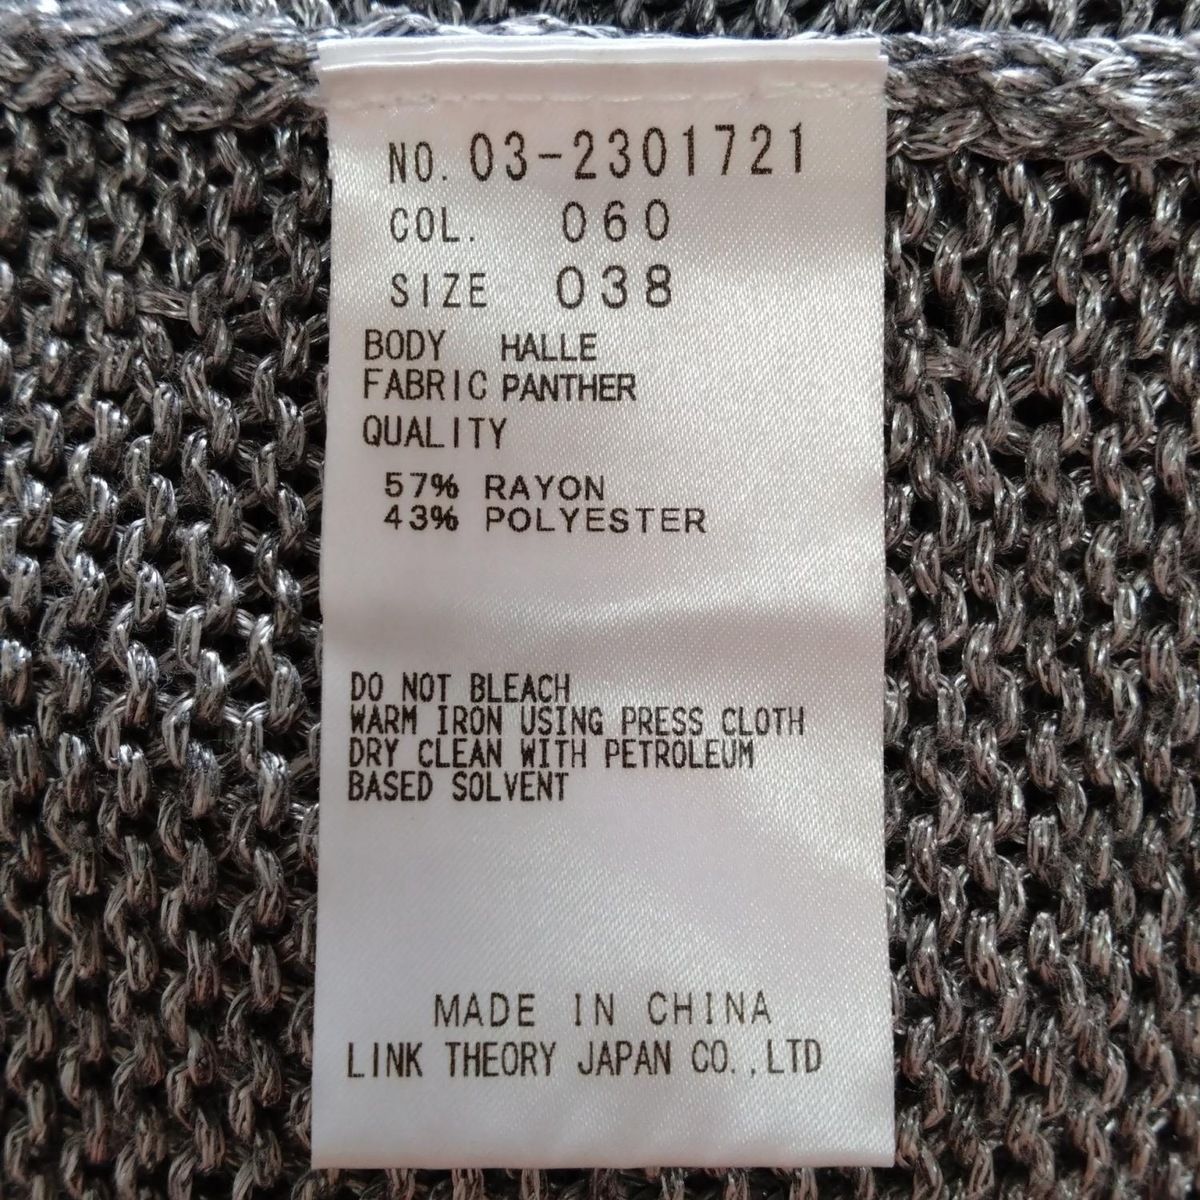 NO. 03-2301721
COL. 060
SIZE 038
BODY HALLE
FABRIC PANTHER
QUALITY
57% RAYON
43% POLYESTER
DO NOT BLEACH
WARM IRON USING PRESS CLOTH
DRY CLEAN WITH PETROLEUM
BASED SOLVENT
MADE IN CHINA
LINK THEORY JAPAN CO.,LTD